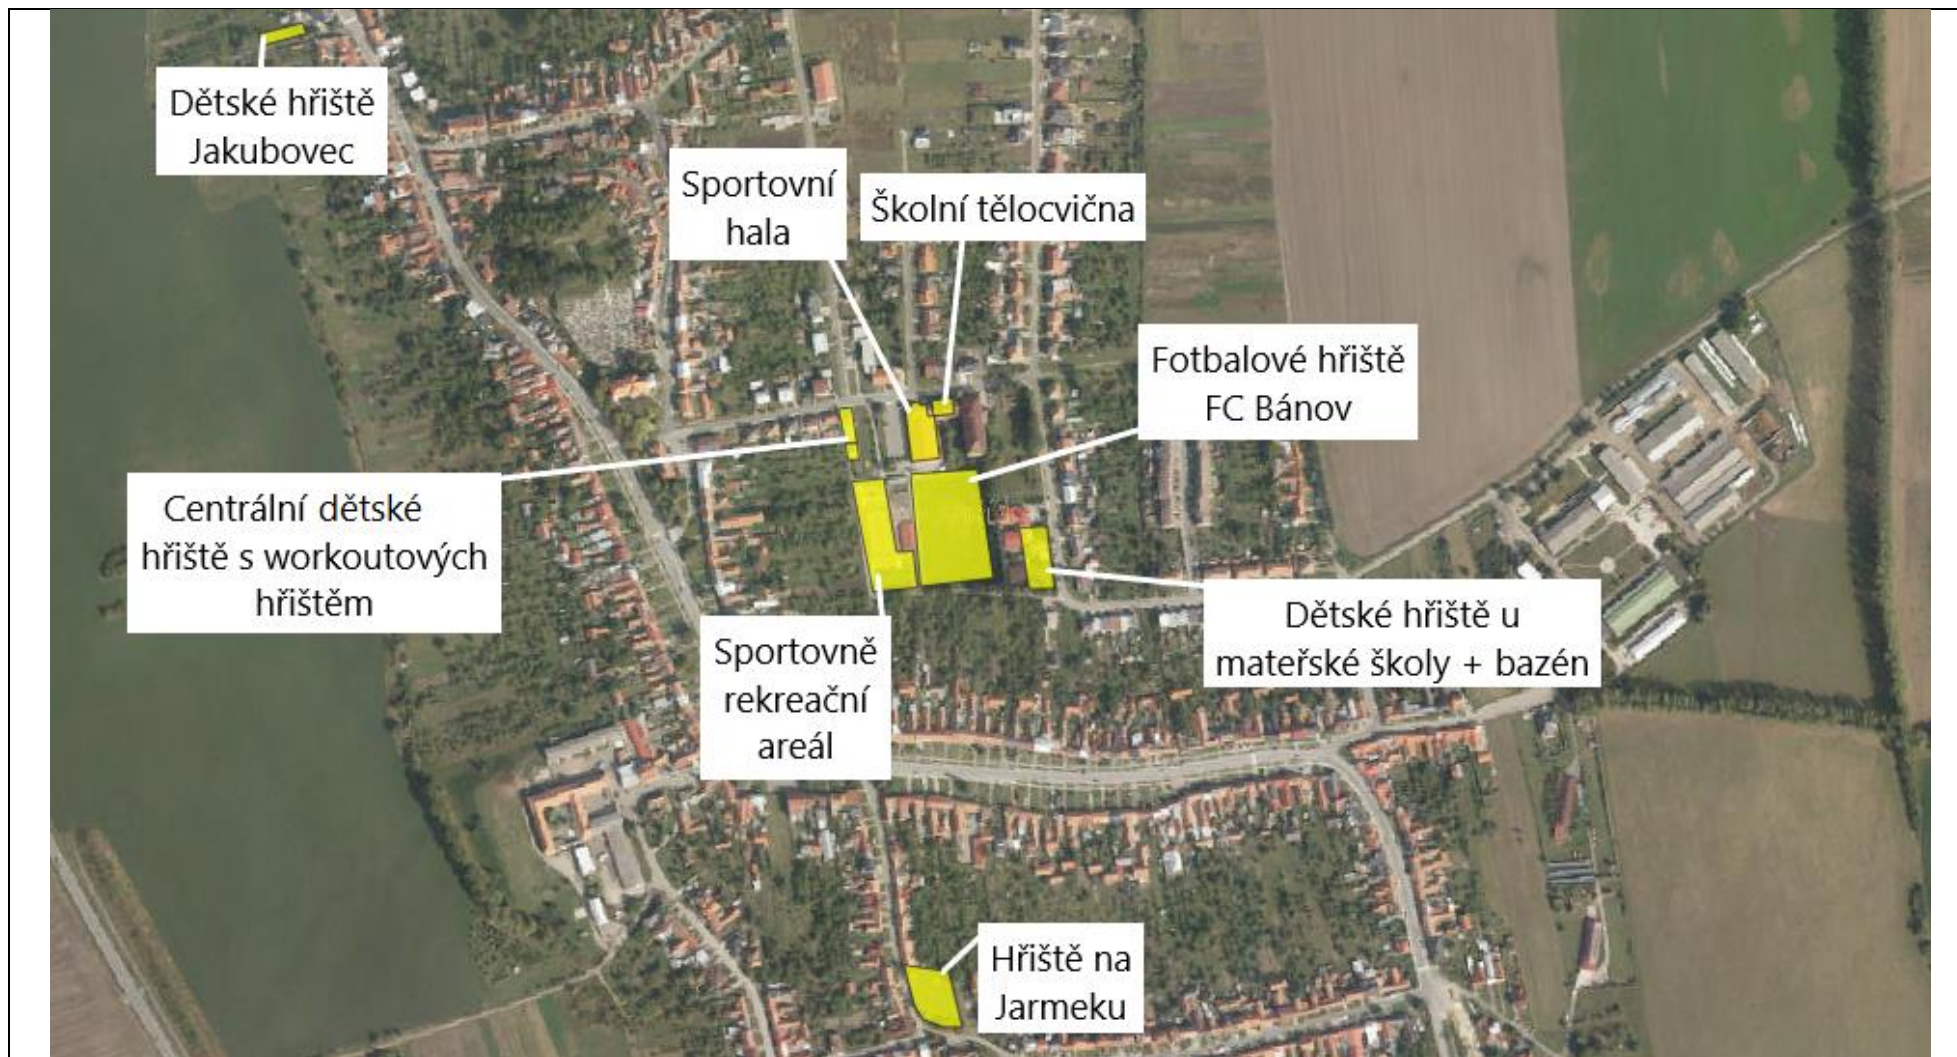 Dětské hřiště
Jakubovec
Sportovní
hala
Školní tělocvična
Fotbalové hřiště
FC Bánov
Centrální dětské
hřiště s workoutových
hřištěm
Sportovně
rekreační
areál
Dětské hřiště u
mateřské školy + bazén
Hřiště na
Jarmeku